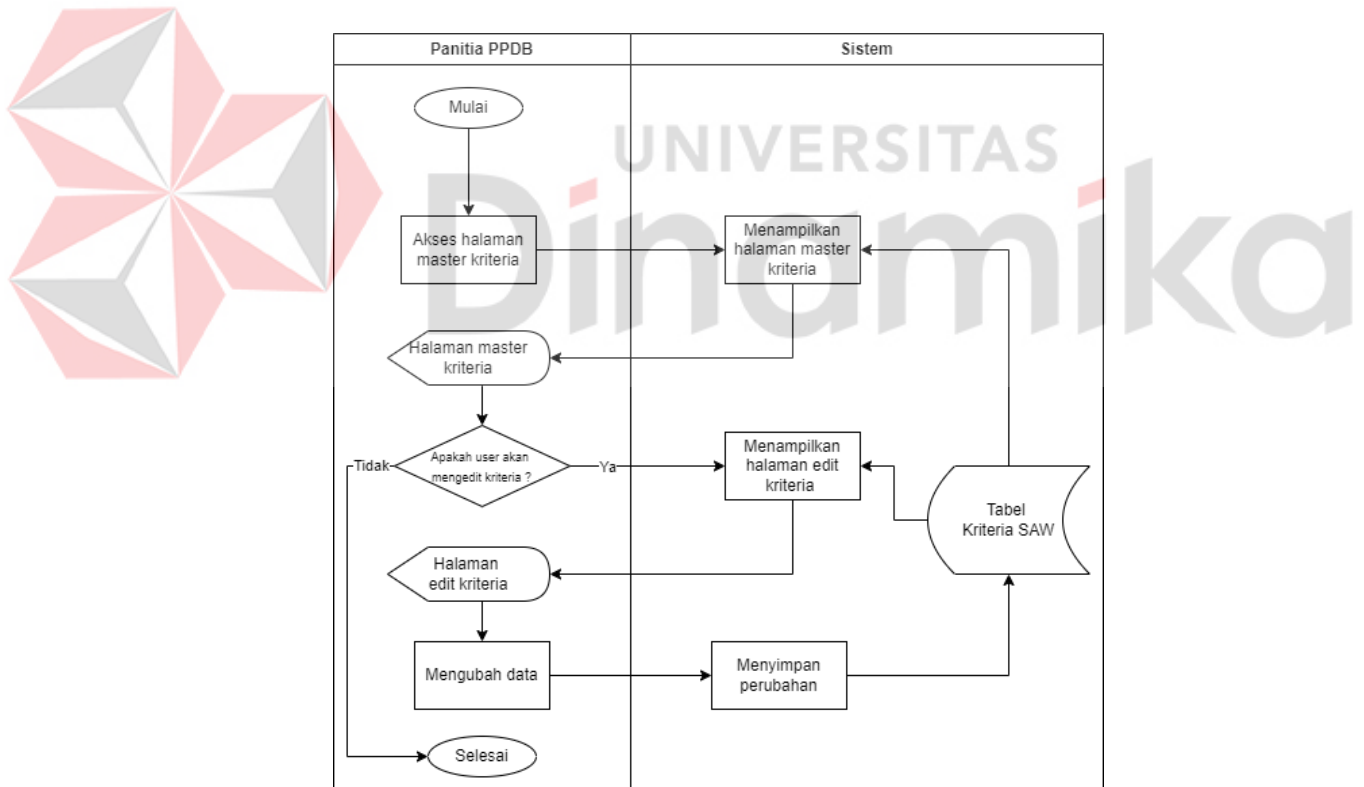 Panitia PPDB
Sistem
UNIVERSITAS
Dinamika
Mulai
Akses halaman
master kriteria
Menampilkan
halaman master
kriteria
Halaman master
kriteria
Apakah user akan
mengedit kriteria ?
Tidak
Ya
Menampilkan
halaman edit
kriteria
Tabel
Kriteria SAW
Halaman
edit kriteria
Mengubah data
Menyimpan
perubahan
Selesai